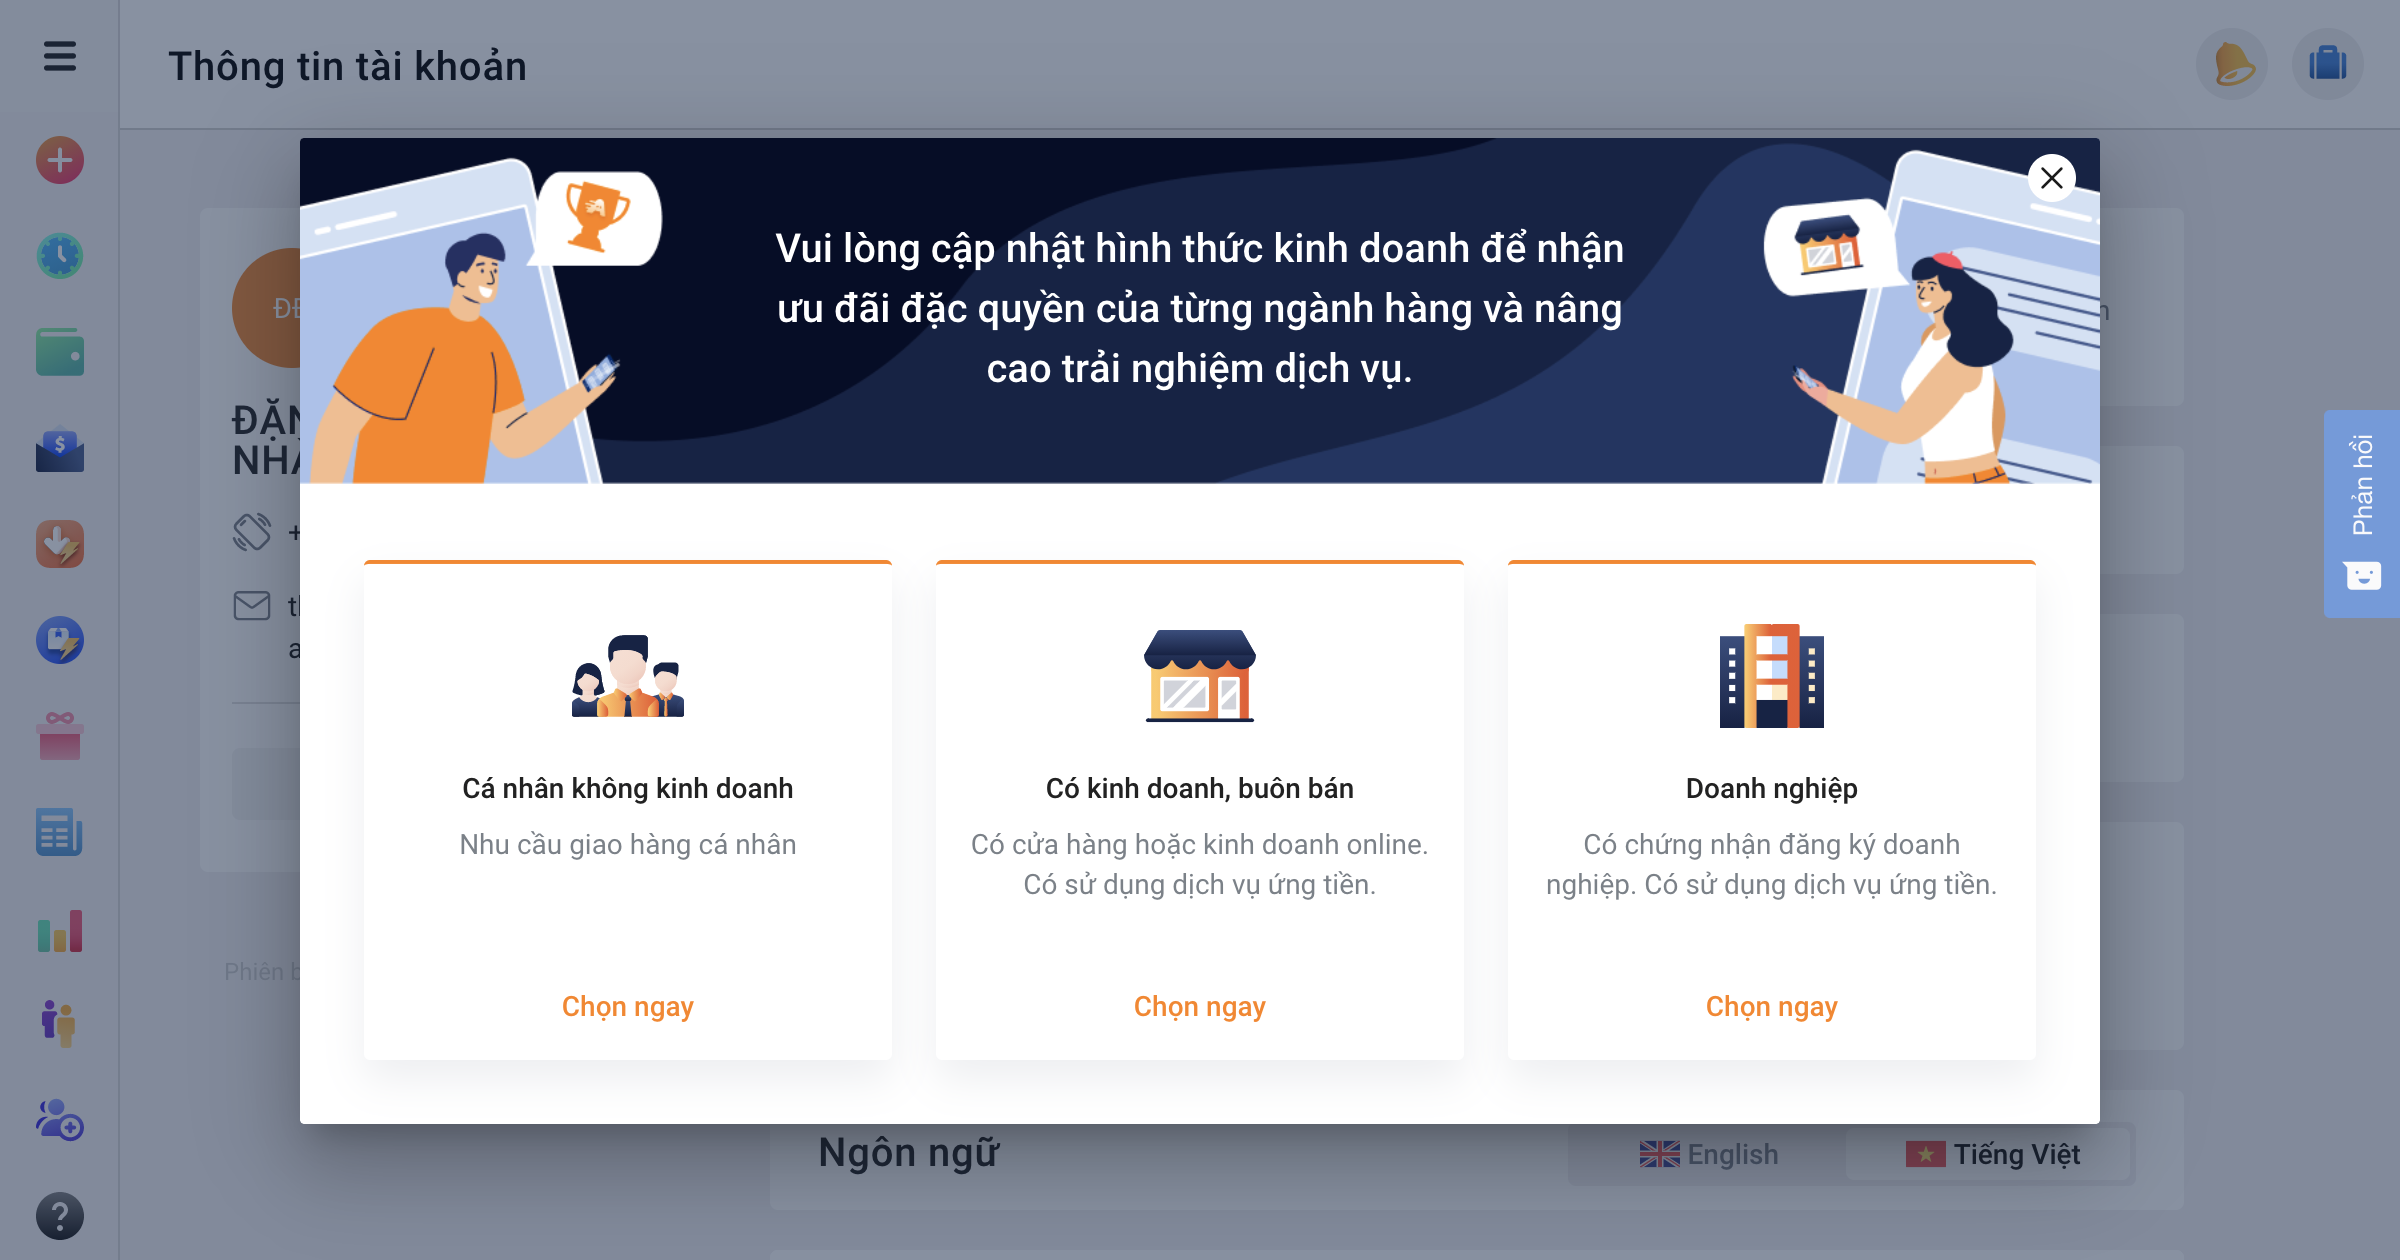 Thông tin tài khoản
Vui lòng cập nhật hình thức kinh doanh để nhận
ưu đãi đặc quyền của từng ngành hàng và nâng
cao trải nghiệm dịch vụ.
Phản hồi
Cá nhân không kinh doanh
Nhu cầu giao hàng cá nhân
Chọn ngay
Có kinh doanh, buôn bán
Có cửa hàng hoặc kinh doanh online.
Có sử dụng dịch vụ ứng tiền.
Chọn ngay
Doanh nghiệp
Có chứng nhận đăng ký doanh
nghiệp. Có sử dụng dịch vụ ứng tiền.
Chọn ngay
Phiên
Ngôn ngữ
English
Tiếng Việt